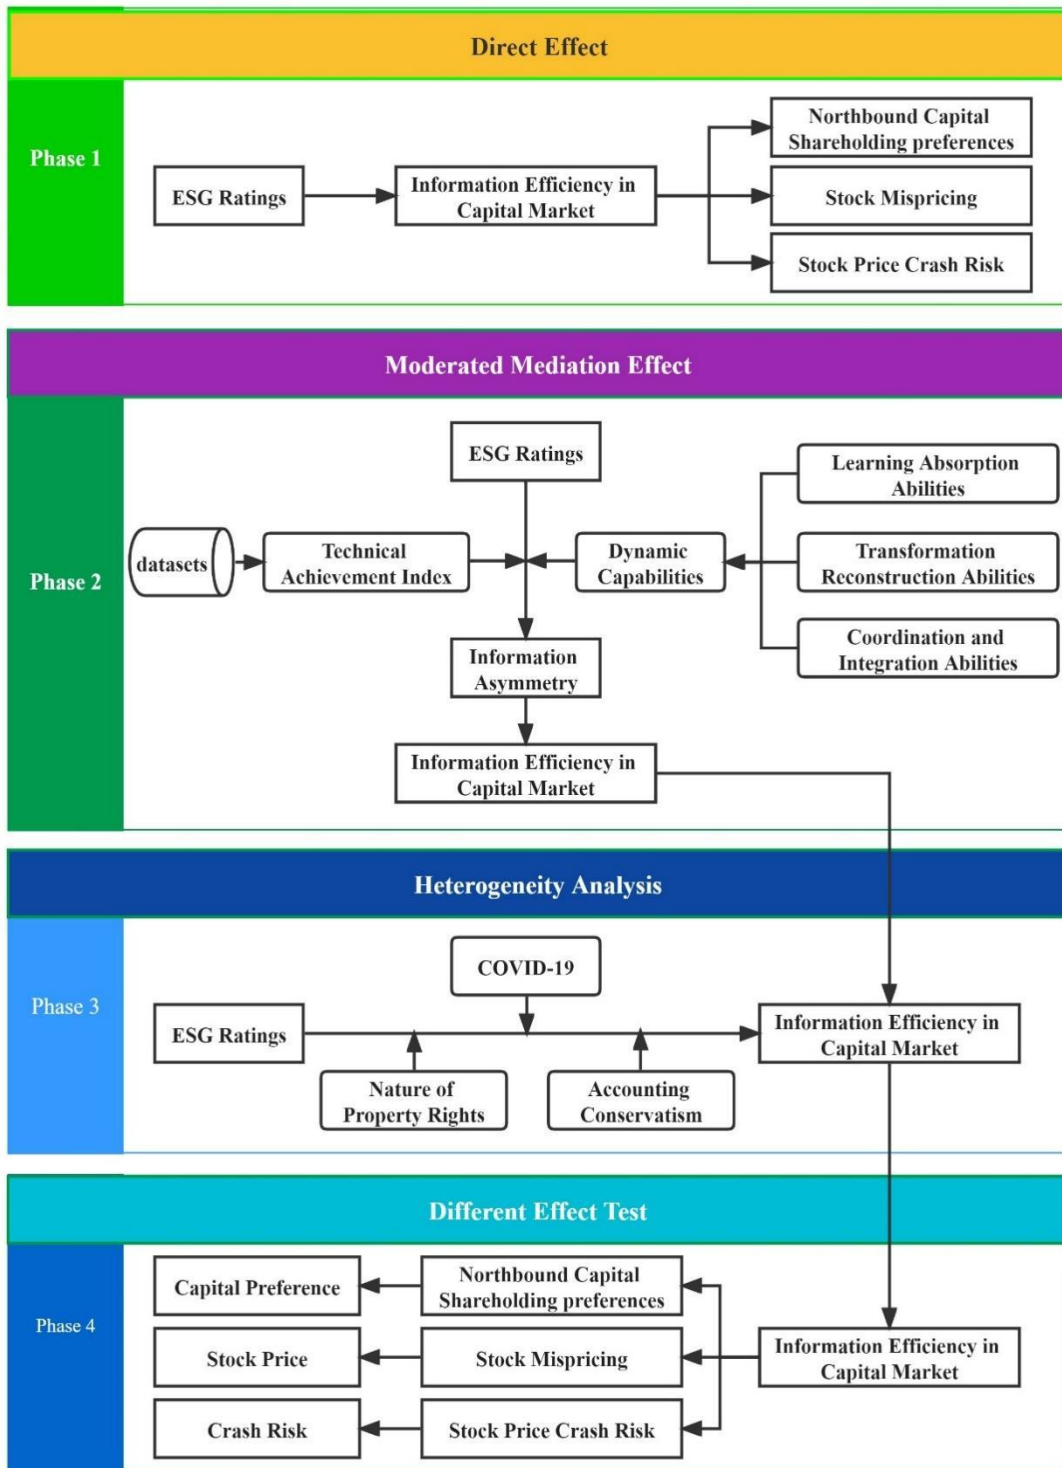 Direct Effect
Phase 1
ESG Ratings
Information Efficiency in
Capital Market
Northbound Capital
Shareholding preferences
Stock Mispricing
Stock Price Crash Risk
Moderated Mediation Effect
Phase 2
ESG Ratings
datasets
Technical
Achievement Index
Dynamic
Capabilities
Learning Absorption
Abilities
Transformation
Reconstruction Abilities
Coordination and
Integration Abilities
Information
Asymmetry
Information Efficiency in
Capital Market
Heterogeneity Analysis
Phase 3
COVID-19
ESG Ratings
Nature of
Property Rights
Accounting
Conservatism
Information Efficiency in
Capital Market
Different Effect Test
Phase 4
Capital Preference
Northbound Capital
Shareholding preferences
Stock Price
Stock Mispricing
Information Efficiency in
Capital Market
Crash Risk
Stock Price Crash Risk